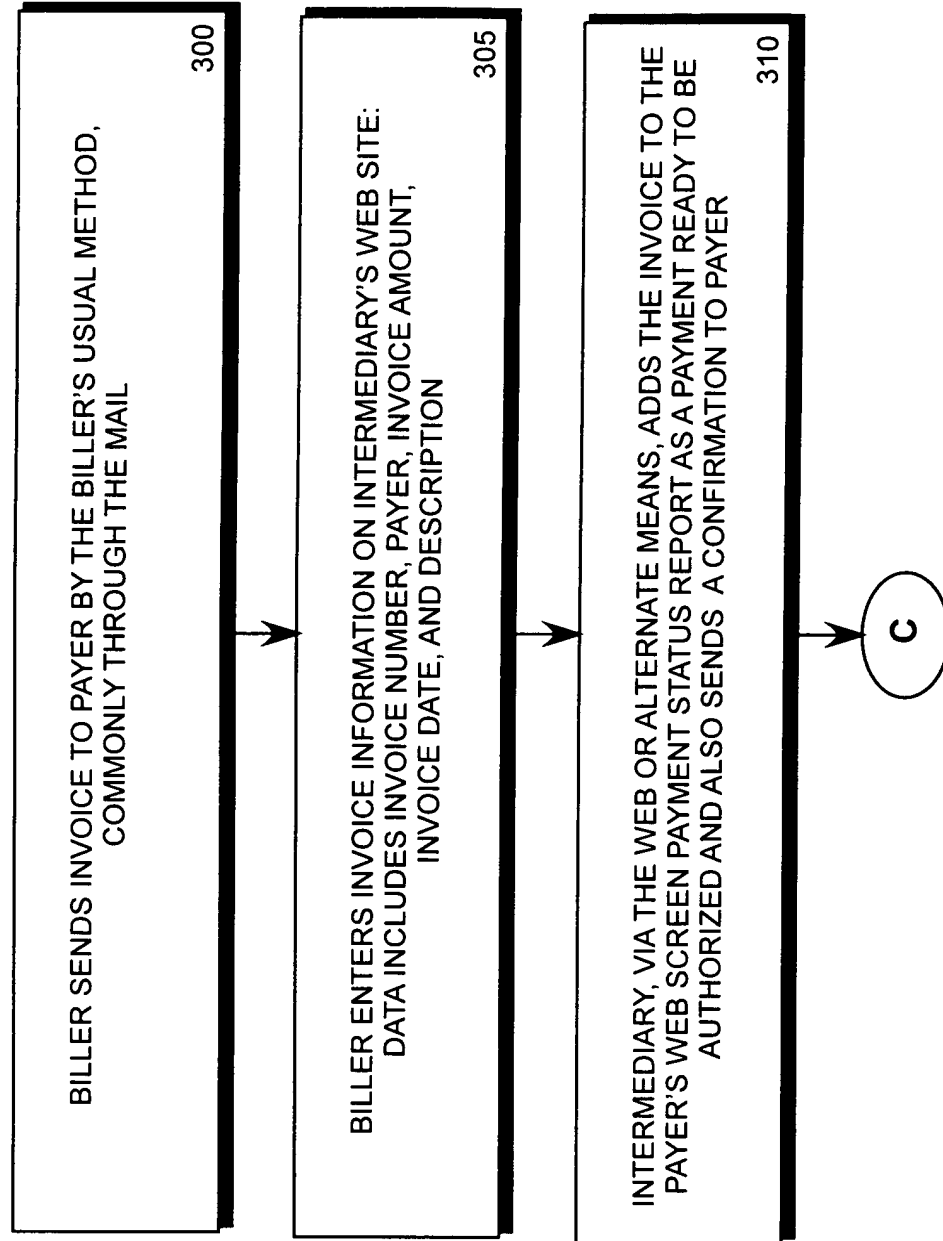 BILLER SENDS INVOICE TO PAYER BY THE BILLER'S USUAL METHOD,
COMMONLY THROUGH THE MAIL
300
BILLER ENTERS INVOICE INFORMATION ON INTERMEDIARY'S WEB SITE:
DATA INCLUDES INVOICE NUMBER, PAYER, INVOICE AMOUNT,
INVOICE DATE, AND DESCRIPTION
305
INTERMEDIARY, VIA THE WEB OR ALTERNATE MEANS, ADDS THE INVOICE TO THE
PAYER'S WEB SCREEN PAYMENT STATUS REPORT AS A PAYMENT READY TO BE
AUTHORIZED AND ALSO SENDS A CONFIRMATION TO PAYER
310
C